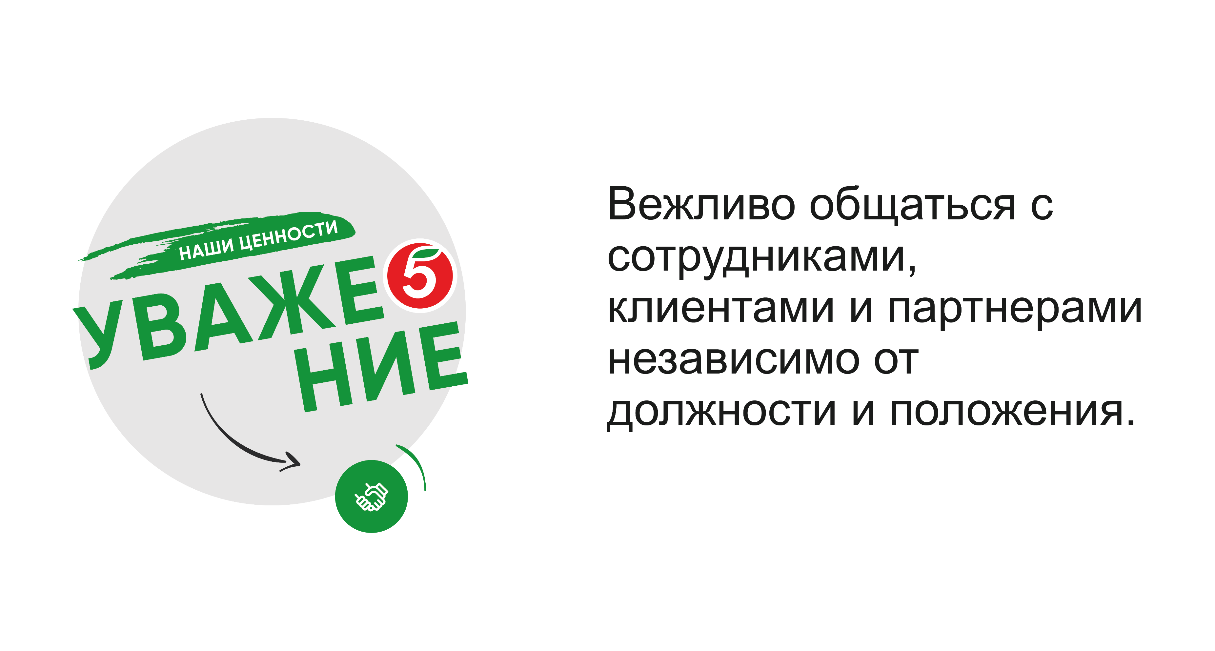 НАШИ ЦЕННОСТИ
УВАЖЕ
5
НИЕ
Вежливо общаться с
сотрудниками,
клиентами и партнерами
независимо от
должности и положения.